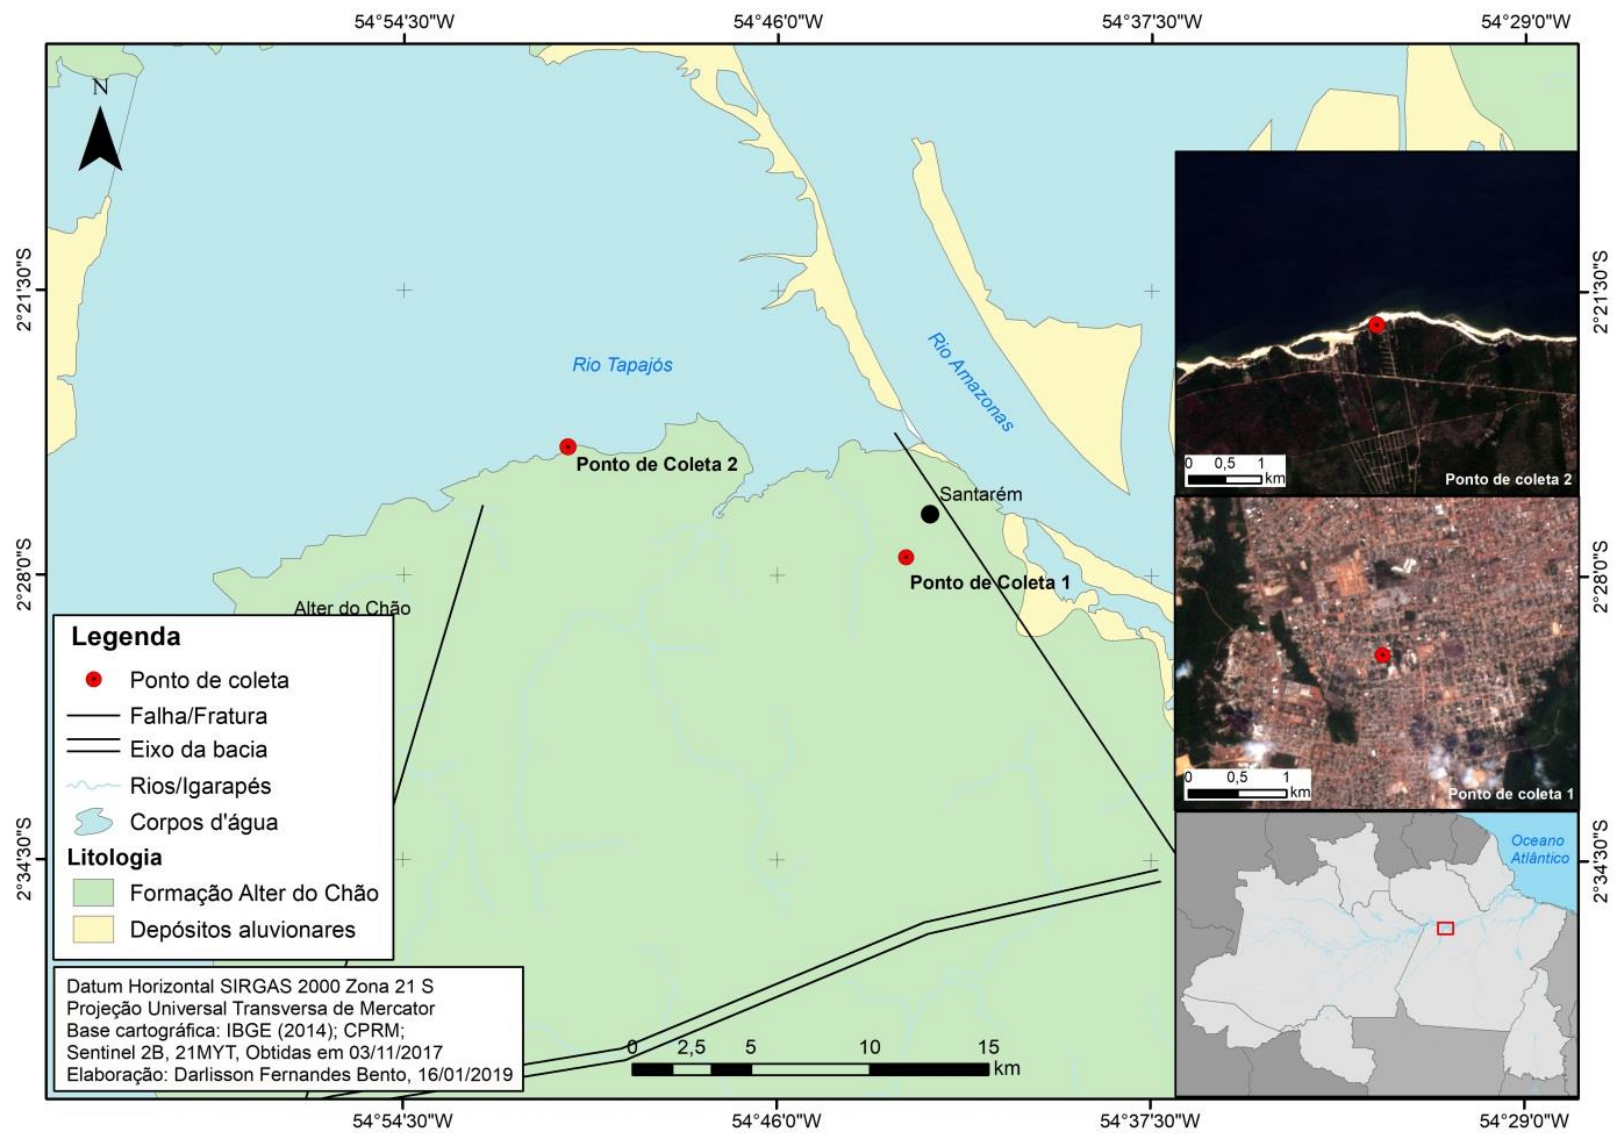 54°54'30"W
54°46'0"W
54°37'30"W
54°29'0"W
N
2°21'30"S
2°21'30"S
Rio Tapajós
Rio Amazonas
Ponto de Coleta 2
Santarém
Ponto de Coleta 1
Alter do Chão
2°28'0"S
2°28'0"S
0 0,5 1
km
Ponto de coleta 2
0 0,5 1
km
Ponto de coleta 1
Legenda
Ponto de coleta
Falha/Fratura
Eixo da bacia
Rios/Igarapés
Corpos d'água
Litologia
Formação Alter do Chão
Depósitos aluvionares
2°34'30"S
2°34'30"S
Oceano
Atlântico
Datum Horizontal SIRGAS 2000 Zona 21 S
Projeção Universal Transversa de Mercator
Base cartográfica: IBGE (2014); CPRM;
Sentinel 2B, 21MYT, Obtidas em 03/11/2017
Elaboração: Darlisson Fernandes Bento, 16/01/2019
0 2,5 5 10 15
km
54°54'30"W
54°46'0"W
54°37'30"W
54°29'0"W